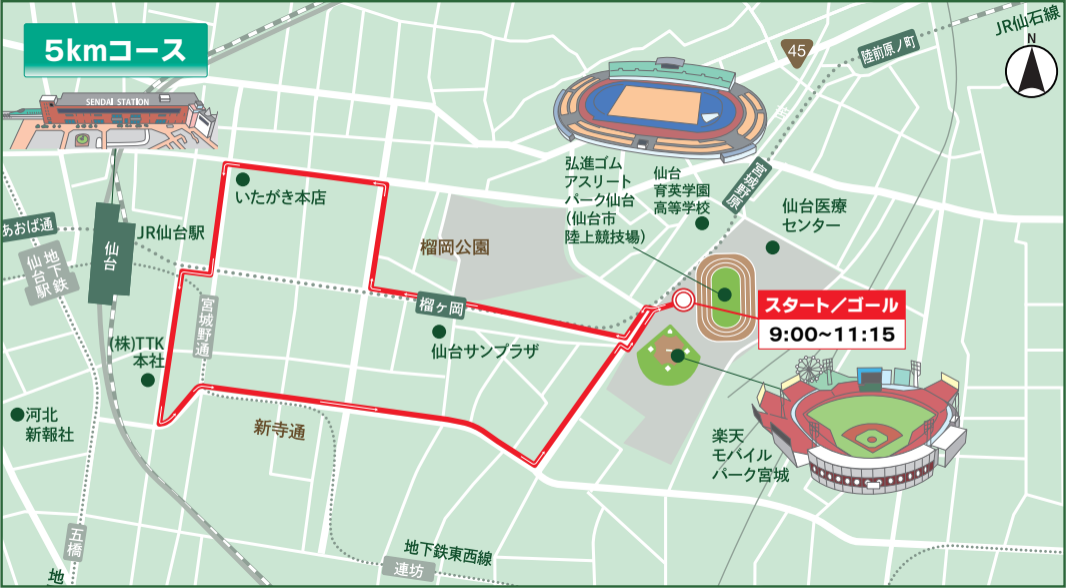 5kmコース
SENDAI STATION
JR仙石線
N
45
陸前原ノ町
宮城野原
弘進ゴム
アスリート
パーク仙台
(仙台市
陸上競技場)
仙台
育英学園
高等学校
仙台医療
センター
いたがき本店
榴岡公園
あおば通
JR仙台駅
仙台
地下鉄
仙台駅
宮城野通
榴ヶ岡
スタート/ゴール
9:00~11:15
(株)TTK
本社
仙台サンプラザ
河北
新報社
新寺通
楽天
モバイル
パーク宮城
五橋
地下鉄東西線
連坊
地